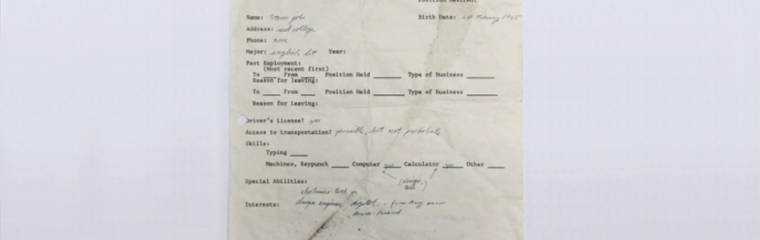 Position Desired:
Name: steven jobs Birth Date: 24 February 1955
Address: reed college
Phone: none
Major: english, lit Year:
Past Employment:
(Most recent first)
To From Position Held Type of Business
Reason for leaving:
To From Position Held Type of Business
Reason for leaving:
Driver's License? yes
Access to transportation? possible, but not probable
Skills:
Typing
Machines, Keypunch Computer yes Calculator yes Other
(design,
tech)
Special Abilities: electronics tech or
Interests: design engineer. digital.